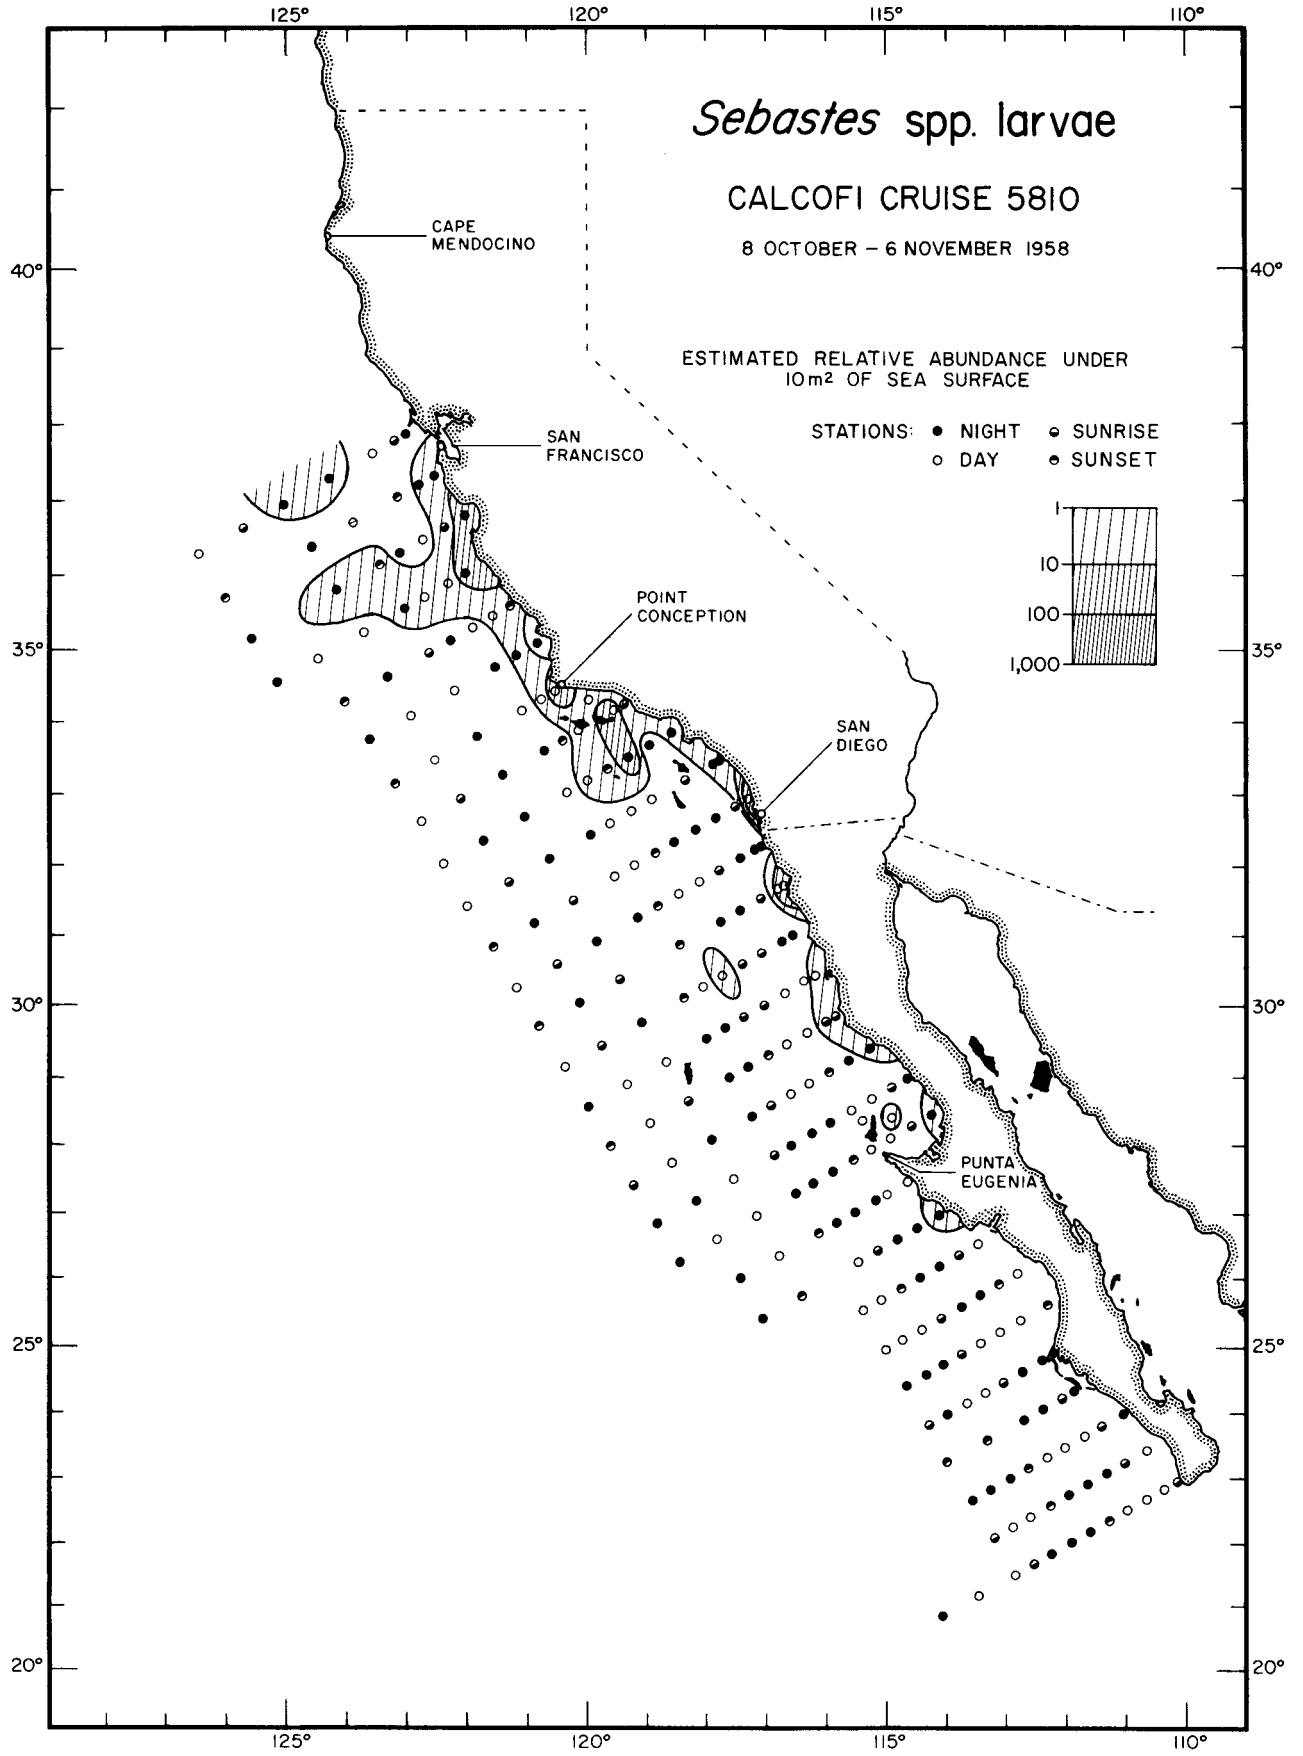 125° 120° 115° 110°
Sebastes spp. larvae
CALCOFI CRUISE 5810
8 OCTOBER – 6 NOVEMBER 1958
CAPE
MENDOCINO
40° 40°
ESTIMATED RELATIVE ABUNDANCE UNDER
10m² OF SEA SURFACE
STATIONS: NIGHT SUNRISE
DAY SUNSET
SAN
FRANCISCO
1
10
100
1,000
POINT
CONCEPTION
35° 35°
SAN
DIEGO
30° 30°
PUNTA
EUGENIA
25° 25°
20° 20°
125° 120° 115° 110°